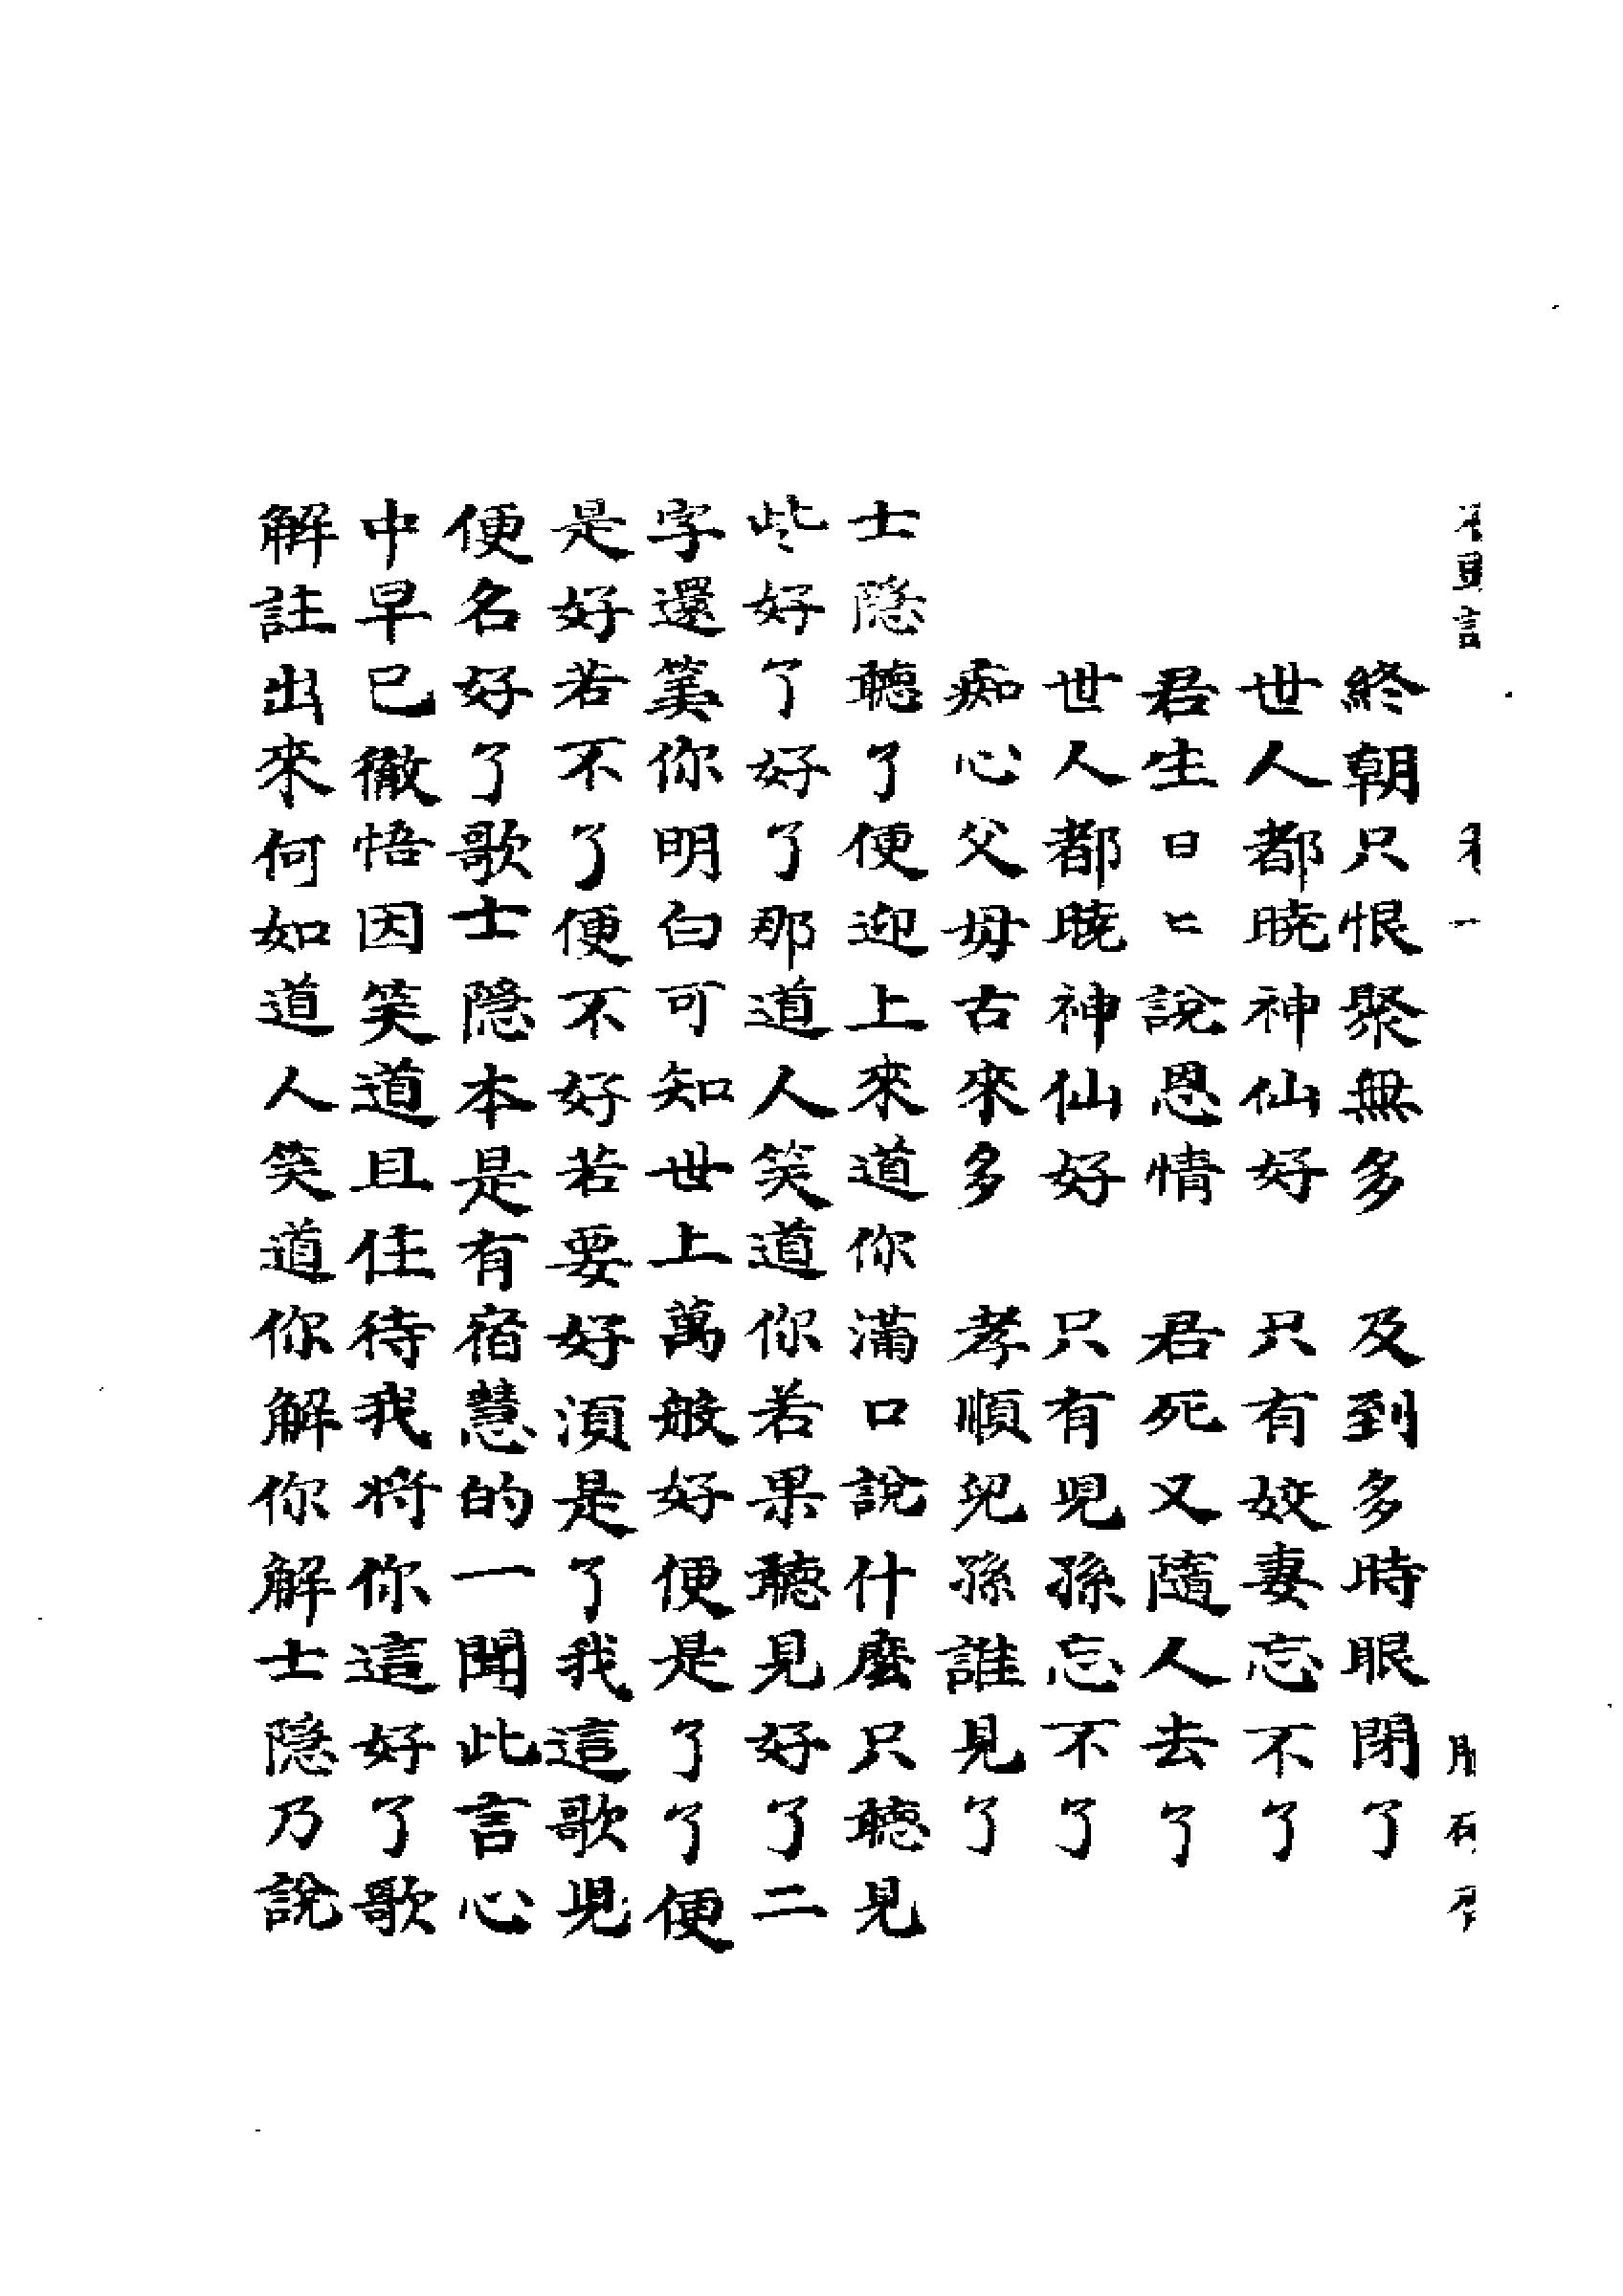 終朝只恨聚無多　及到多時眼閉了
世人都曉神仙好　只有姣妻忘不了
君生日〻說恩情　君死又隨人去了
世人都曉神仙好　只有兒孫忘不了
痴心父母古來多　孝順兒孫誰見了
士隱聽了便迎上來道你滿口說什麽只聽見
些好了好了那道人笑道你若果聽見好了二
字還筭你明白可知世上萬般好便是了了便
是好若不了便不好若要好湏是了我這歌兒
便名好了歌士隱本是有宿慧的一聞此言心
中早已徹悟因笑道且住待我將你這好了歌
解註出來何如道人笑道你解你解士隱乃說